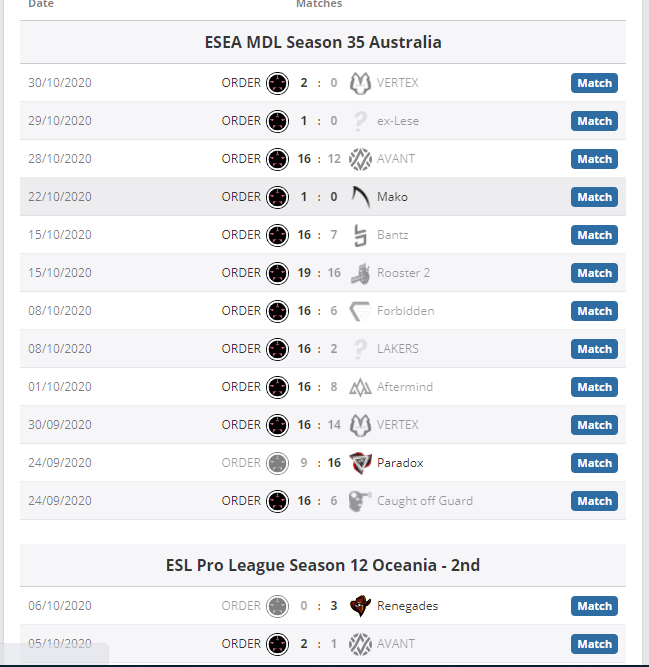 Date Matches
ESEA MDL Season 35 Australia
30/10/2020 ORDER 2 : 0 VERTEX Match
29/10/2020 ORDER 1 : 0 ? ex-Lese Match
28/10/2020 ORDER 16 : 12 AVANT Match
22/10/2020 ORDER 1 : 0 Mako Match
15/10/2020 ORDER 16 : 7 Bantz Match
15/10/2020 ORDER 19 : 16 Rooster 2 Match
08/10/2020 ORDER 16 : 6 Forbidden Match
08/10/2020 ORDER 16 : 2 ? LAKERS Match
01/10/2020 ORDER 16 : 8 Aftermind Match
30/09/2020 ORDER 16 : 14 VERTEX Match
24/09/2020 ORDER 9 : 16 Paradox Match
24/09/2020 ORDER 16 : 6 Caught off Guard Match
ESL Pro League Season 12 Oceania - 2nd
06/10/2020 ORDER 0 : 3 Renegades Match
05/10/2020 ORDER 2 : 1 AVANT Match